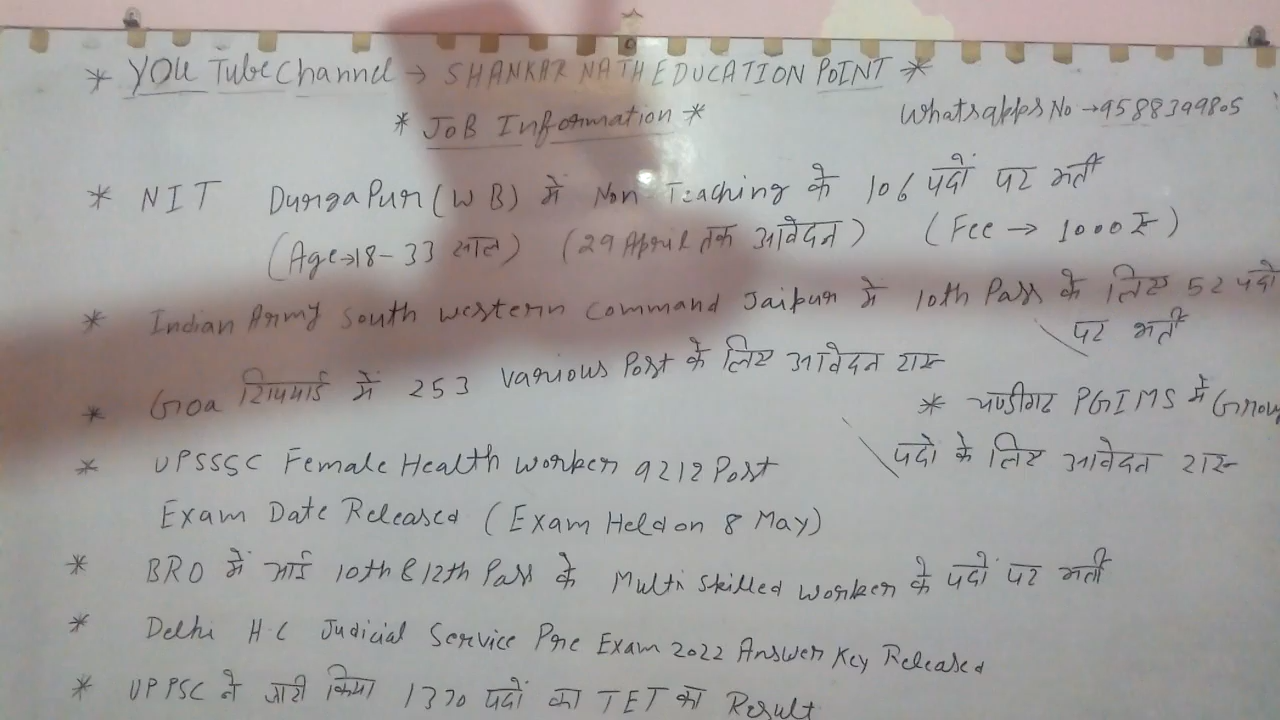 * YOU Tube Channel → SHANKAR NATH EDUCATION POINT *
* JOB Information *
Whatsapps No → 9588399805
* NIT Durgapur (WB) में Non Teaching के 106 पदों पर भर्ती
(Age → 18-33 साल) (29 April तक आवेदन) (Fee → 1000 रु)
* Indian Army South Western Command Jaipur में 10th Pass के लिए 52 पदों
पर भर्ती
* Goa में 253 Various Post के लिए आवेदन शुरू
* चण्डीगढ PGIMS में Group
पदों के लिए आवेदन शुरू
* UPSSSC Female Health Worker 9212 Post
Exam Date Released (Exam Held on 8 May)
* BRO में आई 10th & 12th Pass के Multi Skilled Worker के पदों पर भर्ती
* Delhi H.C Judicial Service Pre Exam 2022 Answer Key Released
* UPPSC ने जारी किया 1370 पदों का TET का Result